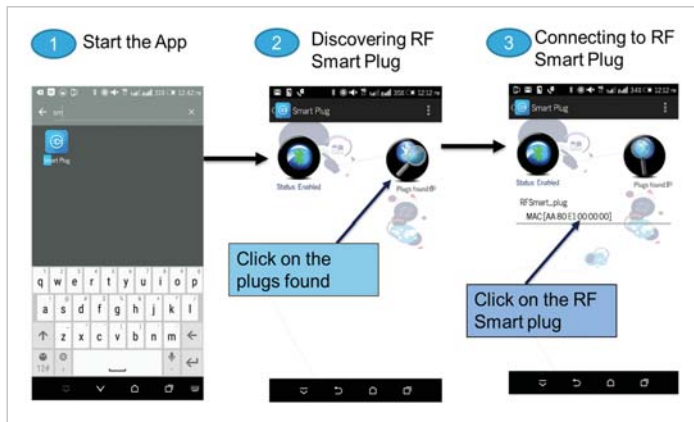 1 Start the App
2 Discovering RF
Smart Plug
3 Connecting to RF
Smart Plug
sm
Smart Plug
q w e r t y u i o p
a s d f g h j k l
z x c v b n m
12#
Smart Plug
Status: Enabled
Plugs found:
Click on the
plugs found
Smart Plug
Status: Enabled
Plugs found:
RFSmart_plug
MAC[AA:80:E1:00:00:00]
Click on the RF
Smart plug